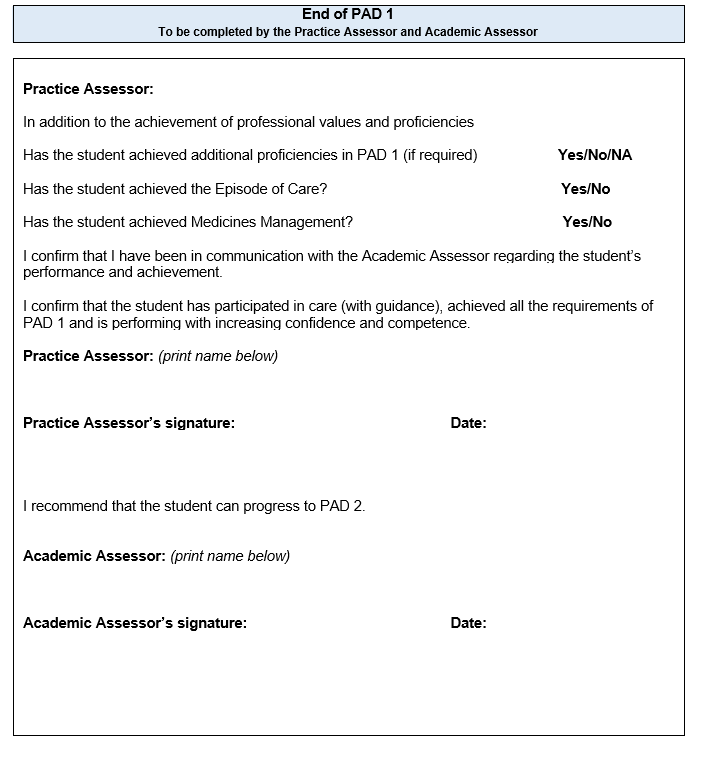 End of PAD 1
To be completed by the Practice Assessor and Academic Assessor
Practice Assessor:
In addition to the achievement of professional values and proficiencies
Has the student achieved additional proficiencies in PAD 1 (if required) Yes/No/NA
Has the student achieved the Episode of Care? Yes/No
Has the student achieved Medicines Management? Yes/No
I confirm that I have been in communication with the Academic Assessor regarding the student’s
performance and achievement.
I confirm that the student has participated in care (with guidance), achieved all the requirements of
PAD 1 and is performing with increasing confidence and competence.
Practice Assessor: (print name below)
Practice Assessor’s signature: Date:
I recommend that the student can progress to PAD 2.
Academic Assessor: (print name below)
Academic Assessor’s signature: Date: